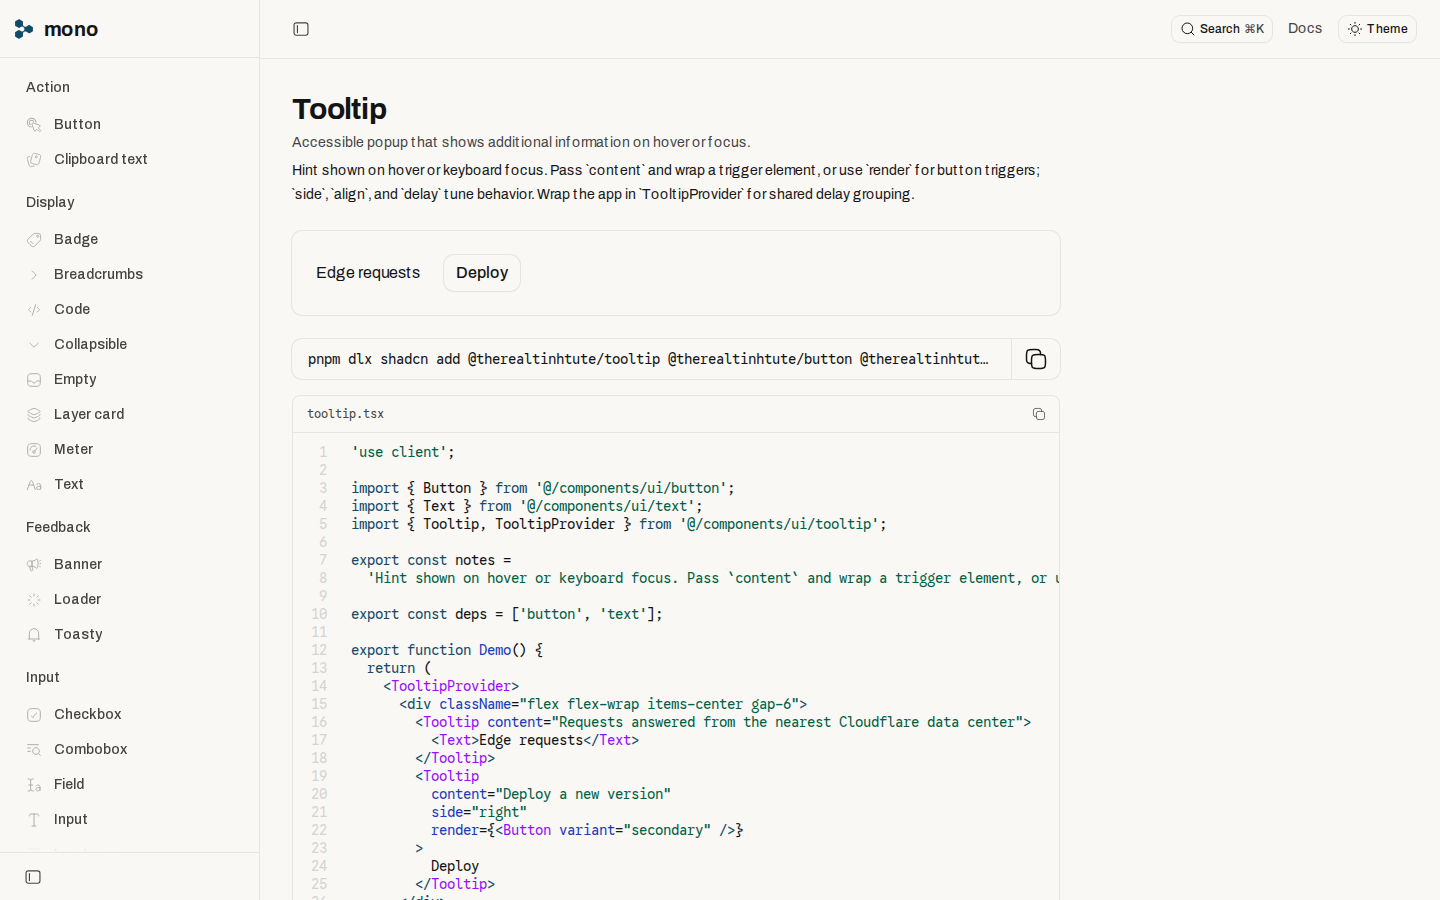 mono
Search ⌘K
Docs
Theme
Action
Button
Clipboard text
Display
Badge
Breadcrumbs
Code
Collapsible
Empty
Layer card
Meter
Text
Feedback
Banner
Loader
Toasty
Input
Checkbox
Combobox
Field
Input
Tooltip
Accessible popup that shows additional information on hover or focus.
Hint shown on hover or keyboard focus. Pass `content` and wrap a trigger element, or use `render` for button triggers;
`side`, `align`, and `delay` tune behavior. Wrap the app in `TooltipProvider` for shared delay grouping.
Edge requests
Deploy
pnpm dlx shadcn add @therealtinhtute/tooltip @therealtinhtute/button @therealtinhtut…
tooltip.tsx
1 'use client';
2
3 import { Button } from '@/components/ui/button';
4 import { Text } from '@/components/ui/text';
5 import { Tooltip, TooltipProvider } from '@/components/ui/tooltip';
6
7 export const notes =
8 'Hint shown on hover or keyboard focus. Pass `content` and wrap a trigger element, or u
9
10 export const deps = ['button', 'text'];
11
12 export function Demo() {
13 return (
14 <TooltipProvider>
15 <div className="flex flex-wrap items-center gap-6">
16 <Tooltip content="Requests answered from the nearest Cloudflare data center">
17 <Text>Edge requests</Text>
18 </Tooltip>
19 <Tooltip
20 content="Deploy a new version"
21 side="right"
22 render={<Button variant="secondary" />}
23 >
24 Deploy
25 </Tooltip>
26 </div>